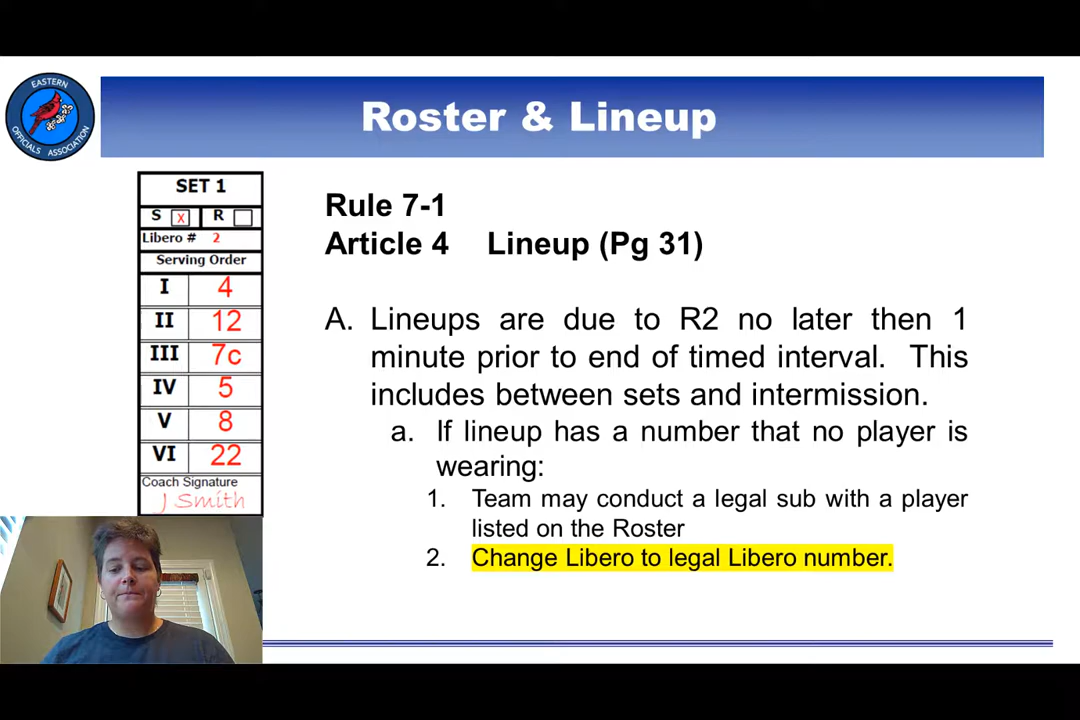 EASTERN
OFFICIALS ASSOCIATION
Roster & Lineup
SET 1
S x R
Libero # 2
Serving Order
I 4
II 12
III 7c
IV 5
V 8
VI 22
Coach Signature
J Smith
Rule 7-1
Article 4 Lineup (Pg 31)
A. Lineups are due to R2 no later then 1
minute prior to end of timed interval. This
includes between sets and intermission.
a. If lineup has a number that no player is
wearing:
1. Team may conduct a legal sub with a player
listed on the Roster
2. Change Libero to legal Libero number.